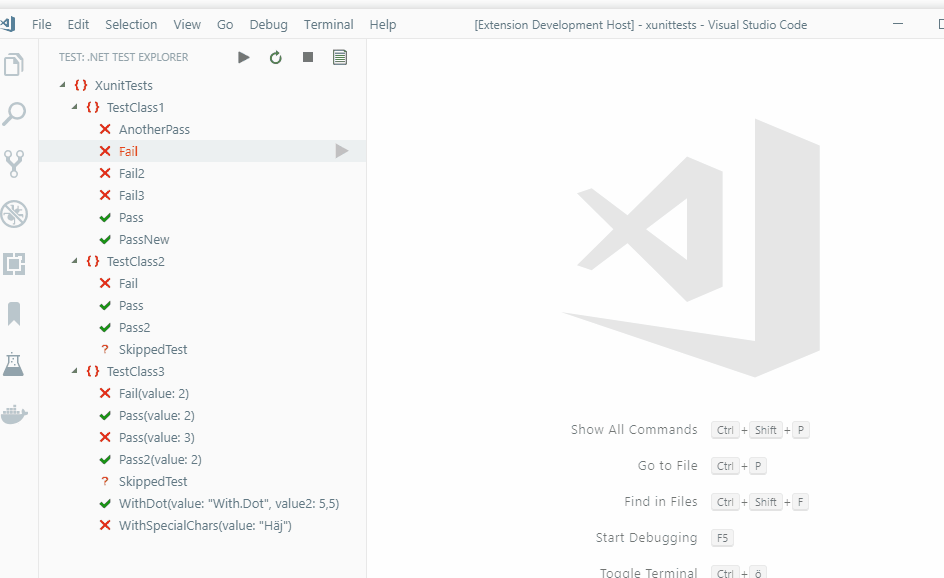 File Edit Selection View Go Debug Terminal Help [Extension Development Host] - xunittests - Visual Studio Code
TEST: .NET TEST EXPLORER
XunitTests
TestClass1
AnotherPass
Fail
Fail2
Fail3
Pass
PassNew
TestClass2
Fail
Pass
Pass2
? SkippedTest
TestClass3
Fail(value: 2)
Pass(value: 2)
Pass(value: 3)
Pass2(value: 2)
? SkippedTest
WithDot(value: "With.Dot", value2: 5,5)
WithSpecialChars(value: "Häj")
Show All Commands Ctrl + Shift + P
Go to File Ctrl + P
Find in Files Ctrl + Shift + F
Start Debugging F5
Toggle Terminal Ctrl + ö